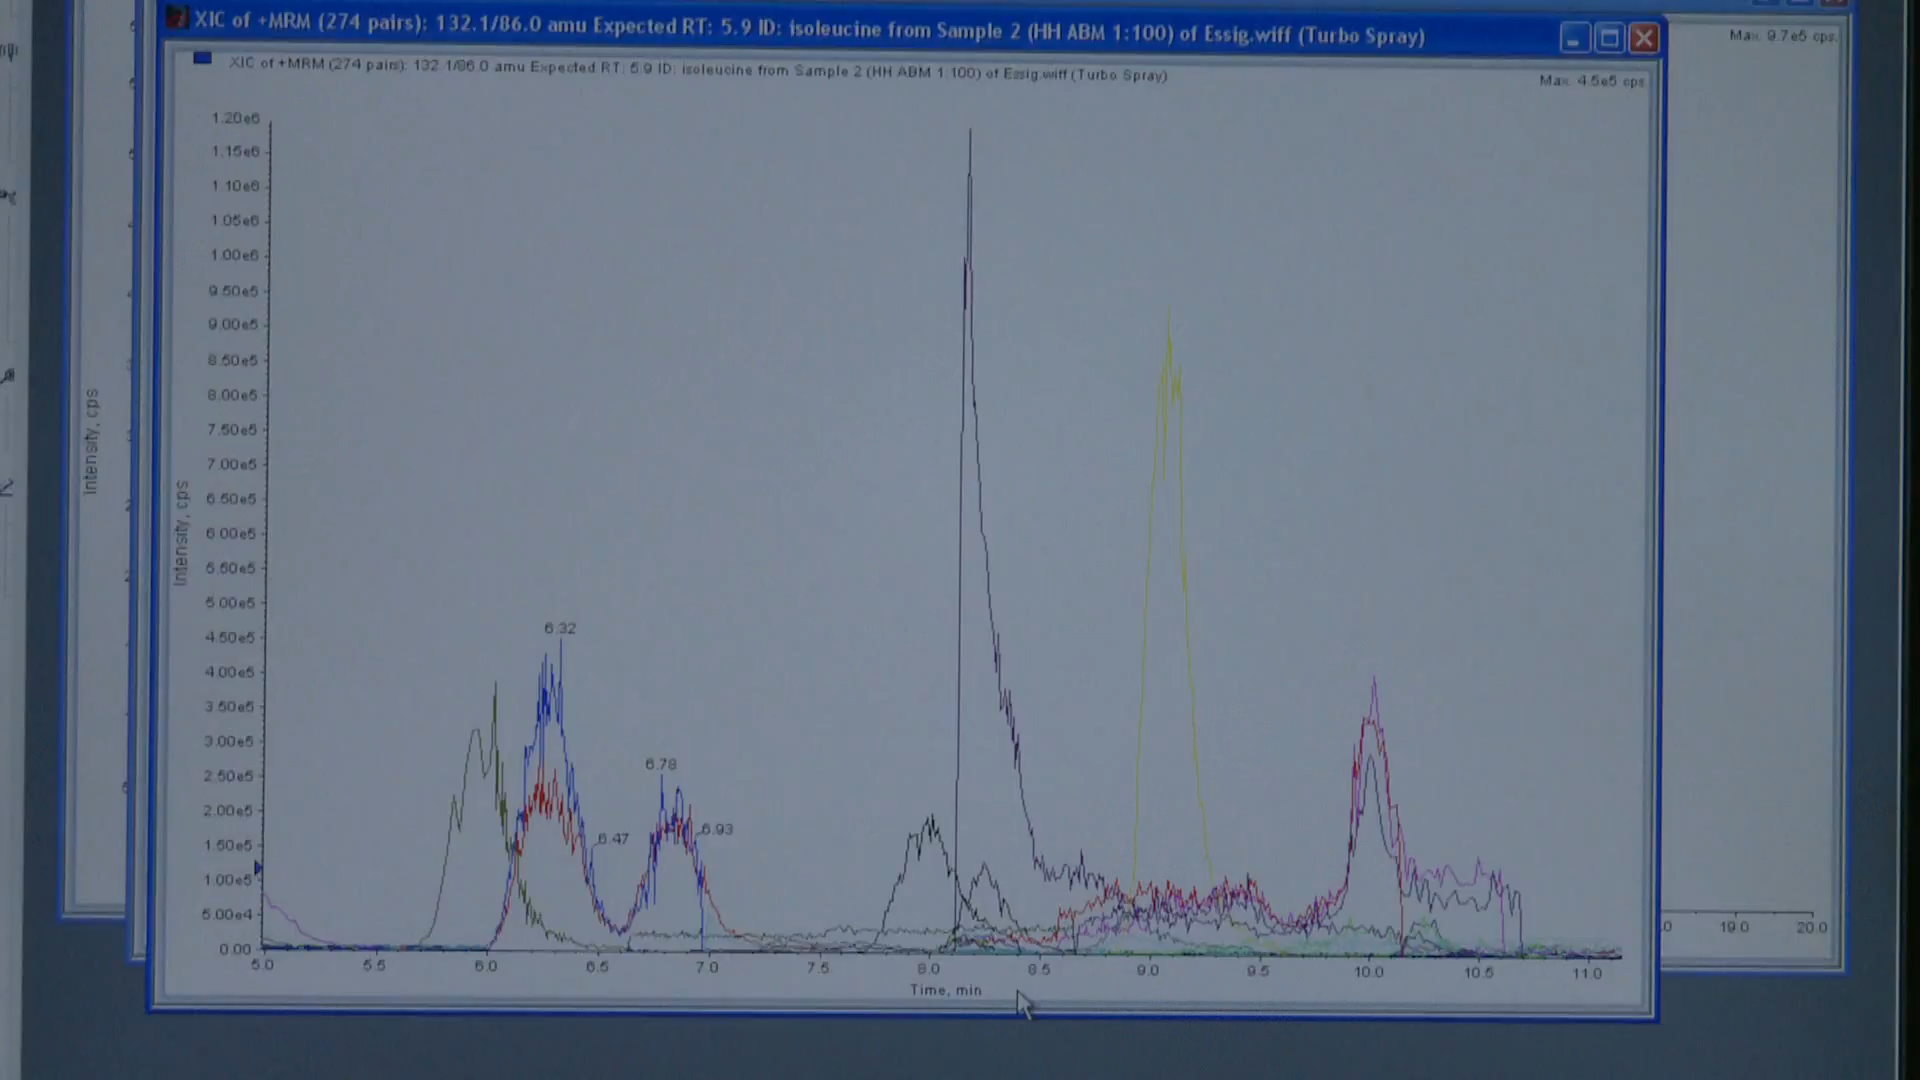 XIC of +MRM (274 pairs): 132.1/86.0 amu Expected RT: 5.9 ID: isoleucine from Sample 2 (HH ABM 1:100) of Essig.wiff (Turbo Spray)
Max. 9.7e5 cps.
XIC of +MRM (274 pairs): 132.1/86.0 amu Expected RT: 5.9 ID: isoleucine from Sample 2 (HH ABM 1:100) of Essig.wiff (Turbo Spray)
Max. 4.5e5 cps.
1.20e6
1.15e6
1.10e6
1.05e6
1.00e6
9.50e5
9.00e5
8.50e5
8.00e5
7.50e5
7.00e5
6.50e5
6.00e5
5.50e5
5.00e5
4.50e5
4.00e5
3.50e5
3.00e5
2.50e5
2.00e5
1.50e5
1.00e5
5.00e4
0.00
Intensity, cps
Intensity, cps
6.32
6.47
6.78
6.93
5.0 5.5 6.0 6.5 7.0 7.5 8.0 8.5 9.0 9.5 10.0 10.5 11.0
Time, min
19.0 20.0